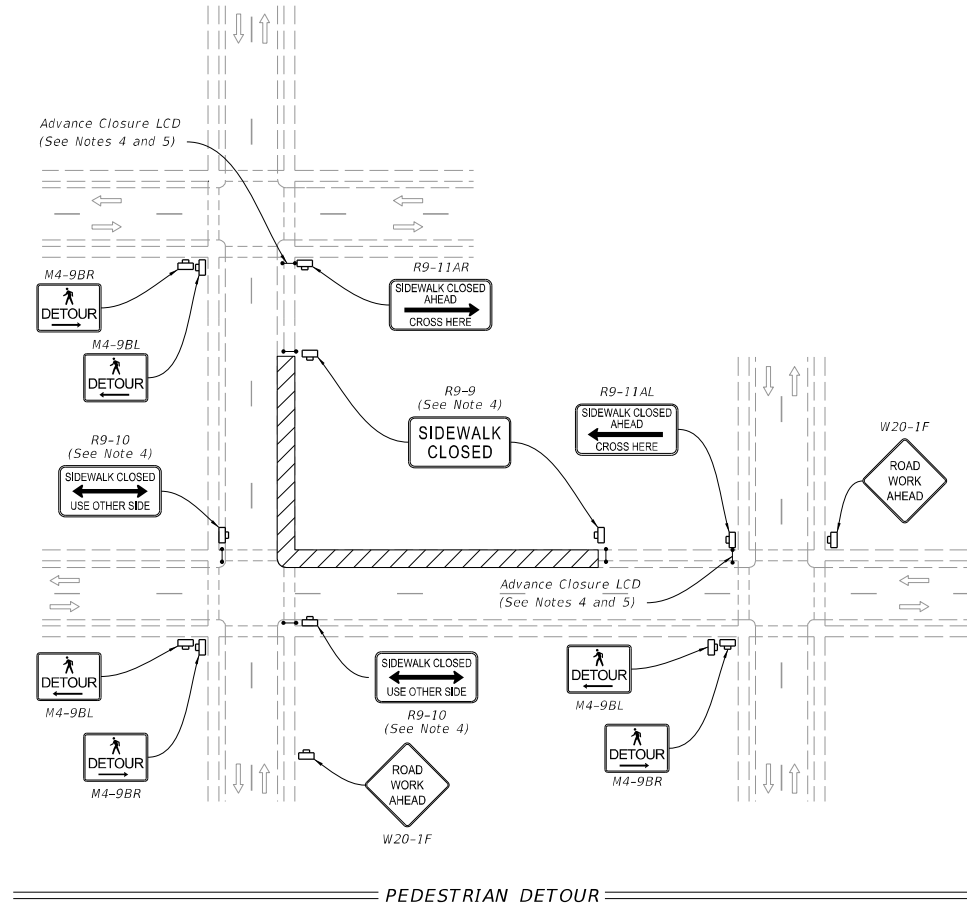 Advance Closure LCD
(See Notes 4 and 5)
M4-9BR
DETOUR
M4-9BL
DETOUR
R9-11AR
SIDEWALK CLOSED
AHEAD
CROSS HERE
R9-9
(See Note 4)
SIDEWALK
CLOSED
R9-11AL
SIDEWALK CLOSED
AHEAD
CROSS HERE
W20-1F
ROAD
WORK
AHEAD
R9-10
(See Note 4)
SIDEWALK CLOSED
USE OTHER SIDE
Advance Closure LCD
(See Notes 4 and 5)
DETOUR
M4-9BL
DETOUR
M4-9BR
SIDEWALK CLOSED
USE OTHER SIDE
R9-10
(See Note 4)
ROAD
WORK
AHEAD
W20-1F
DETOUR
M4-9BL
DETOUR
M4-9BR
PEDESTRIAN DETOUR